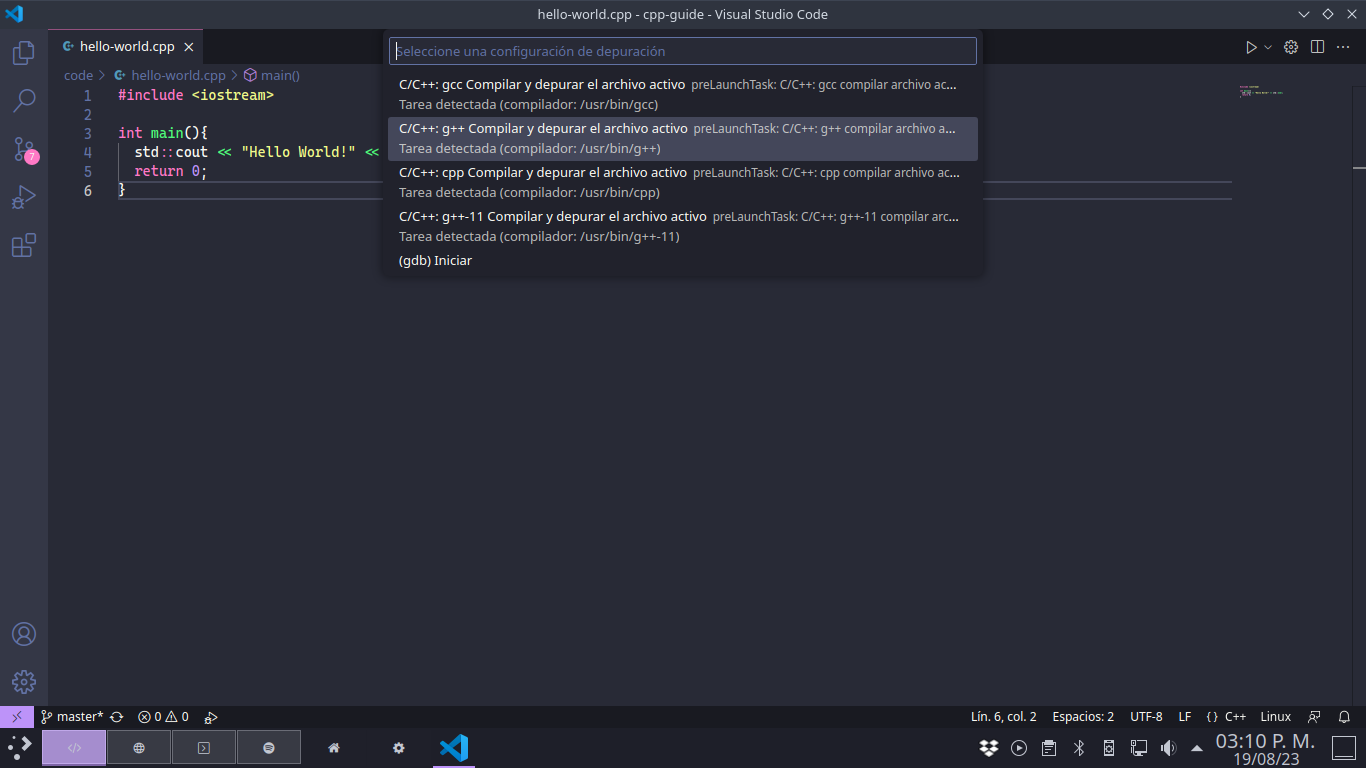 hello-world.cpp - cpp-guide - Visual Studio Code
hello-world.cpp
code > hello-world.cpp > main()
Seleccione una configuración de depuración
C/C++: gcc Compilar y depurar el archivo activo preLaunchTask: C/C++: gcc compilar archivo ac...
Tarea detectada (compilador: /usr/bin/gcc)
C/C++: g++ Compilar y depurar el archivo activo preLaunchTask: C/C++: g++ compilar archivo a...
Tarea detectada (compilador: /usr/bin/g++)
C/C++: cpp Compilar y depurar el archivo activo preLaunchTask: C/C++: cpp compilar archivo ac...
Tarea detectada (compilador: /usr/bin/cpp)
C/C++: g++-11 Compilar y depurar el archivo activo preLaunchTask: C/C++: g++-11 compilar arc...
Tarea detectada (compilador: /usr/bin/g++-11)
(gdb) Iniciar
1 #include <iostream>
2
3 int main(){
4 std::cout << "Hello World!" <<
5 return 0;
6 }
7
master* 0 0 Lín. 6, col. 2 Espacios: 2 UTF-8 LF {} C++ Linux
03:10 P. M.
19/08/23